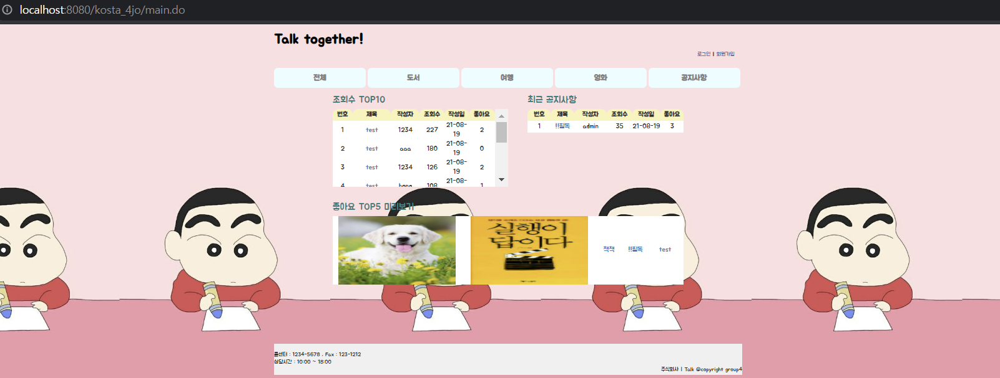 localhost:8080/kosta_4jo/main.do
Talk together!
로그인 | 회원가입
전체 도서 여행 영화 공지사항
조회수 TOP10 최근 공지사항
번호 제목 작성자 조회수 작성일 좋아요 번호 제목 작성자 조회수 작성일 좋아요
1 test 1234 227 21-08-19 2 1 !!필독 admin 35 21-08-19 3
2 test aaa 180 21-08-19 0
3 test 1234 126 21-08-19 2
4 test 108 21-08- 1
좋아요 TOP5 미리보기
실행이
답이다
책책 !!필독 test
콜센터 : 1234-5678 , Fax : 123-1212
상담시간 : 10:00 ~ 18:00
주식회사 | Talk @copyright group4